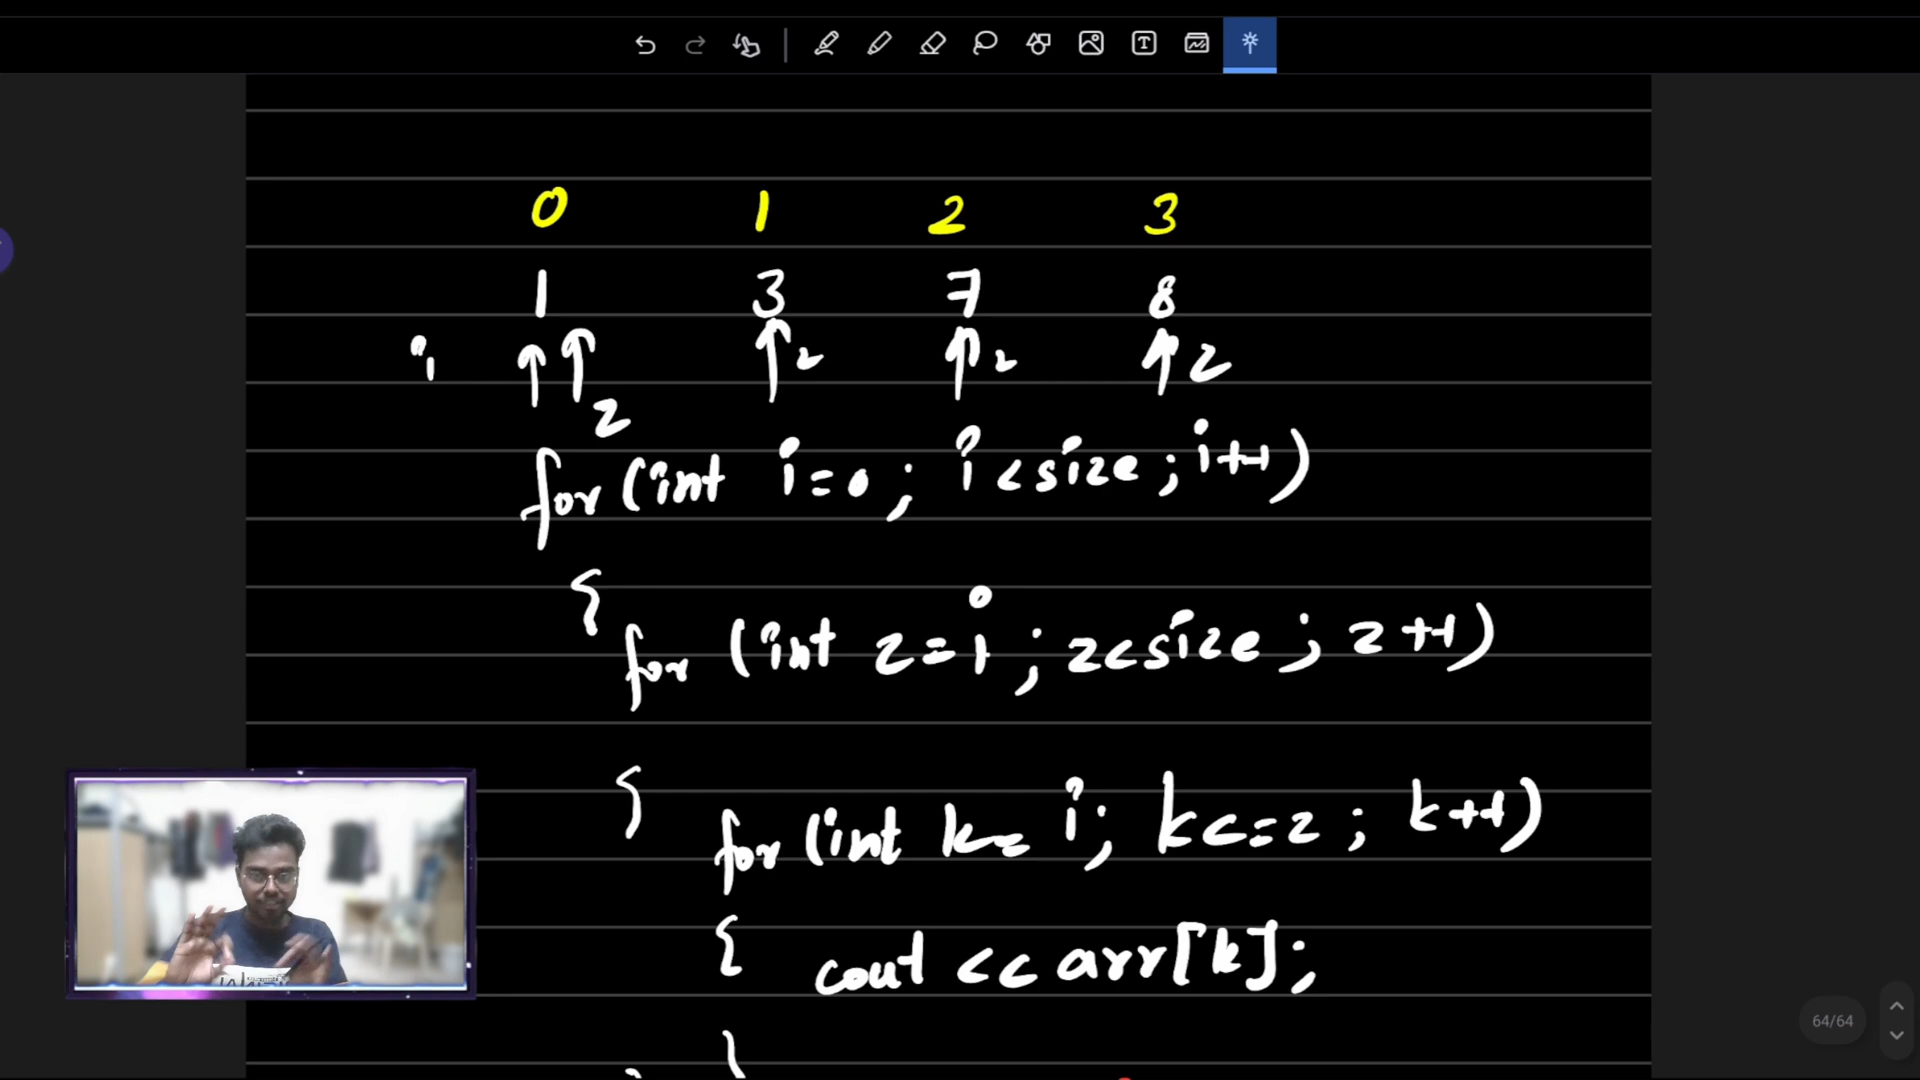 0 1 2 3
1 3 7 8
i 2 2 2
z
for (int i=0; i<size; i++)
{
for (int z=i; z<size; z++)
{
for (int k=i; k<=z; k++)
{ cout << arr[k];
}
64/64